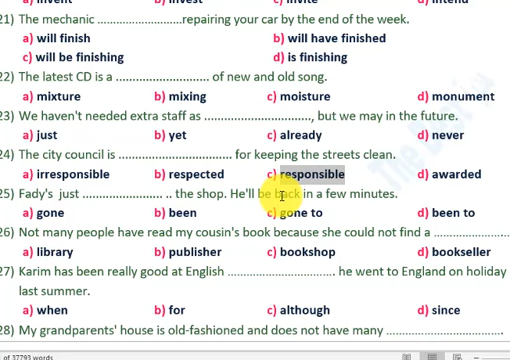 invent invest invite intend
21) The mechanic ...........................repairing your car by the end of the week.
a) will finish b) will have finished
c) will be finishing d) is finishing
22) The latest CD is a .............................. of new and old song.
a) mixture b) mixing c) moisture d) monument
23) We haven't needed extra staff as ..................................., but we may in the future.
a) just b) yet c) already d) never
24) The city council is .................................... for keeping the streets clean.
a) irresponsible b) respected c) responsible d) awarded
25) Fady's just .......................... .. the shop. He'll be back in a few minutes.
a) gone b) been c) gone to d) been to
26) Not many people have read my cousin's book because she could not find a ........................
a) library b) publisher c) bookshop d) bookseller
27) Karim has been really good at English .................................. he went to England on holiday
last summer.
a) when b) for c) although d) since
28) My grandparents' house is old-fashioned and does not have many .....................................
of 37793 words